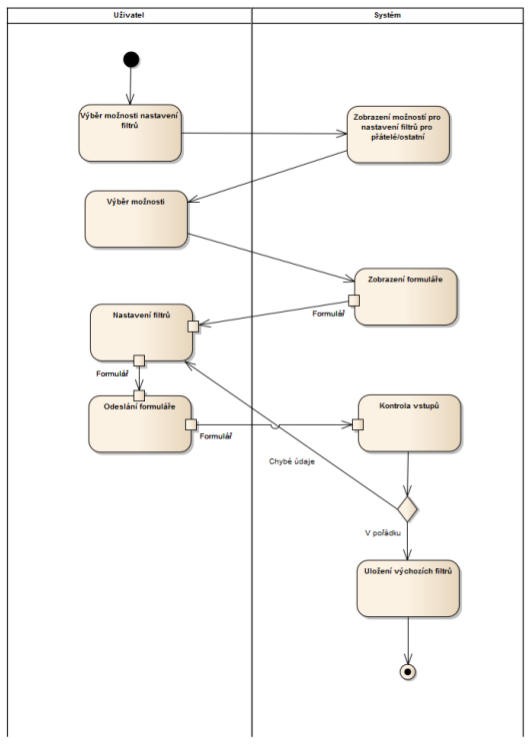 Uživatel
Systém
Výběr možnosti nastavení
filtrů
Zobrazení možností pro
nastavení filtrů pro
přátelé/ostatní
Výběr možnosti
Zobrazení formuláře
Formulář
Nastavení filtrů
Formulář
Odeslání formuláře
Formulář
Kontrola vstupů
Chybé údaje
V pořádku
Uložení výchozích filtrů